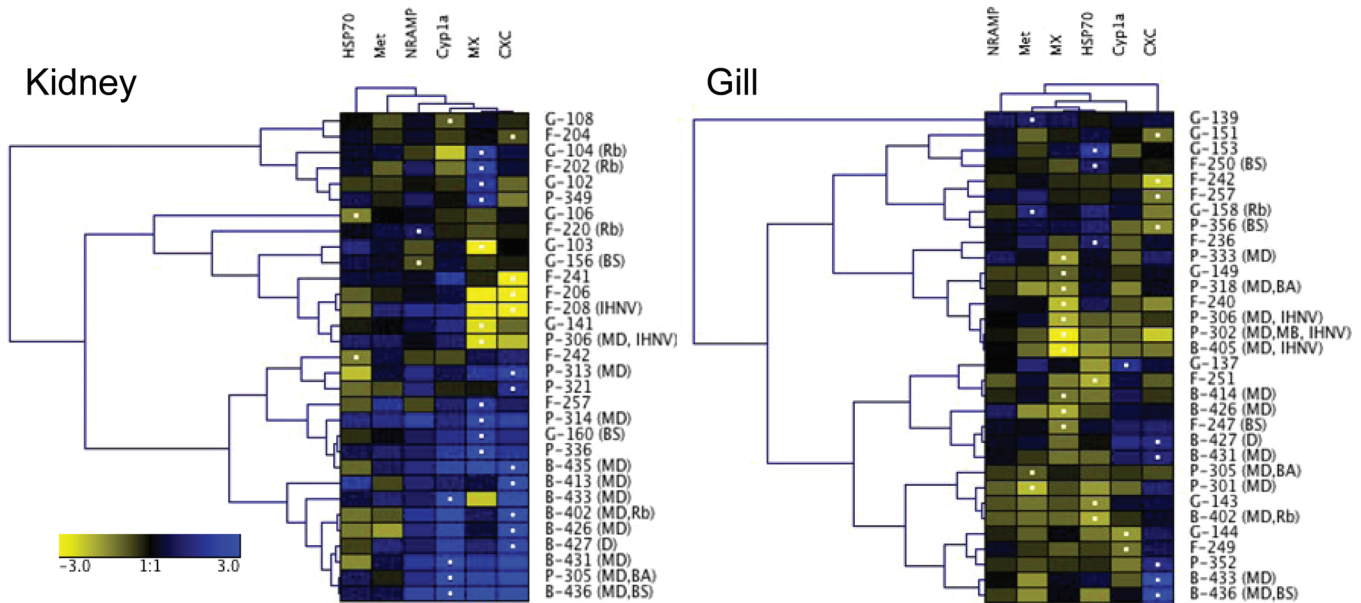 Kidney
HSP70
Met
NRAMP
Cyp1a
MX
CXC
G-108
F-204
G-104 (Rb)
F-202 (Rb)
G-102
P-349
G-106
F-220 (Rb)
G-103
G-156 (BS)
F-241
F-206
F-208 (IHNV)
G-141
P-306 (MD, IHNV)
F-242
P-313 (MD)
P-321
F-257
P-314 (MD)
G-160 (BS)
P-336
B-435 (MD)
B-413 (MD)
B-433 (MD)
B-402 (MD,Rb)
B-426 (MD)
B-427 (D)
B-431 (MD)
P-305 (MD,BA)
B-436 (MD,BS)
-3.0 1:1 3.0
Gill
NRAMP
Met
MX
HSP70
Cyp1a
CXC
G-139
G-151
G-153
F-250 (BS)
F-242
F-257
G-158 (Rb)
P-356 (BS)
F-236
P-333 (MD)
G-149
P-318 (MD,BA)
F-240
P-306 (MD, IHNV)
P-302 (MD,MB, IHNV)
B-405 (MD, IHNV)
G-137
F-251
B-414 (MD)
B-426 (MD)
F-247 (BS)
B-427 (D)
B-431 (MD)
P-305 (MD,BA)
P-301 (MD)
G-143
B-402 (MD,Rb)
G-144
F-249
P-352
B-433 (MD)
B-436 (MD,BS)